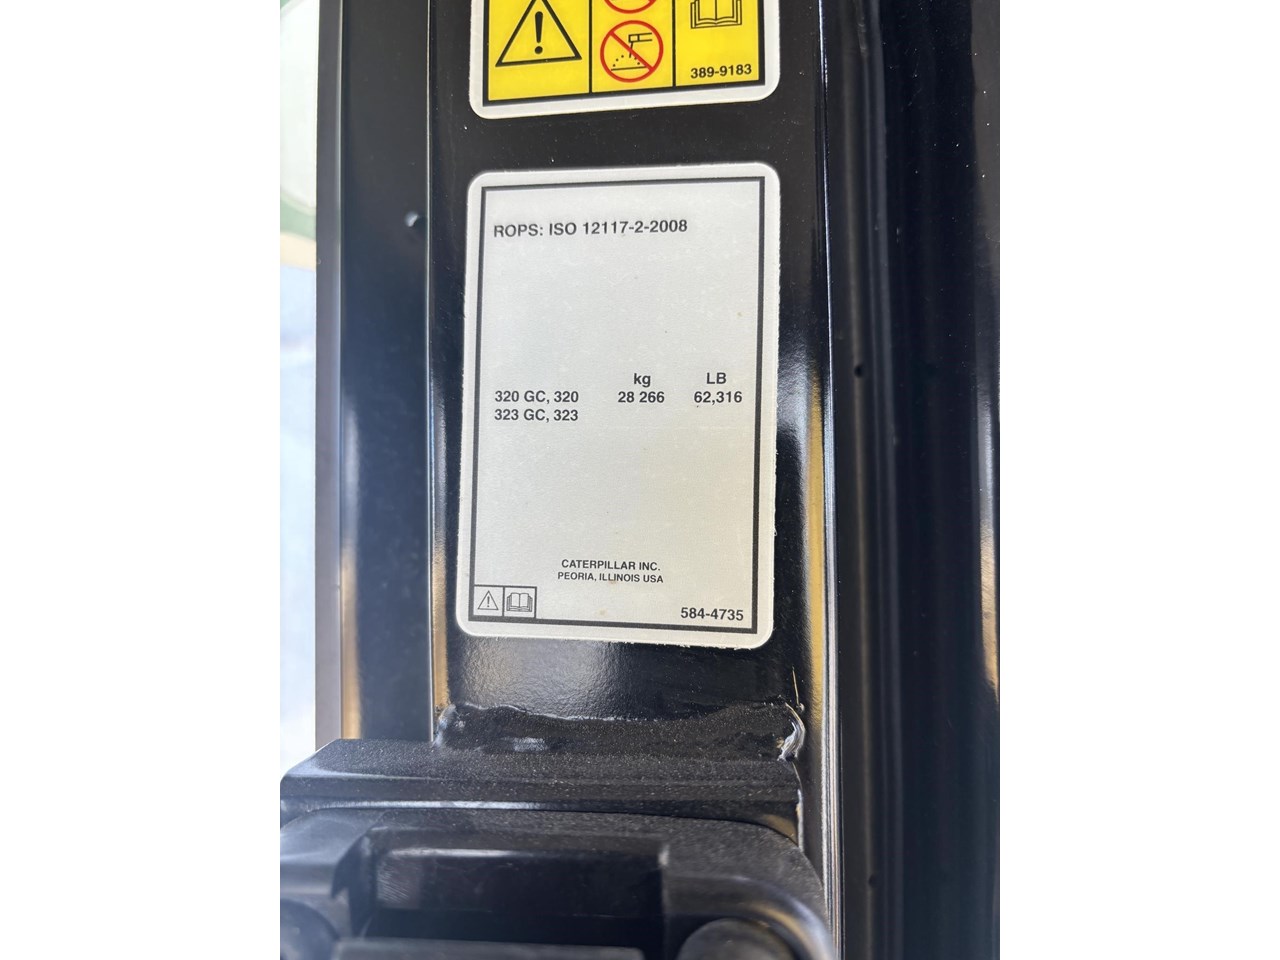 389-9183
ROPS: ISO 12117-2-2008
kg LB
320 GC, 320 28 266 62,316
323 GC, 323
CATERPILLAR INC.
PEORIA, ILLINOIS USA
584-4735